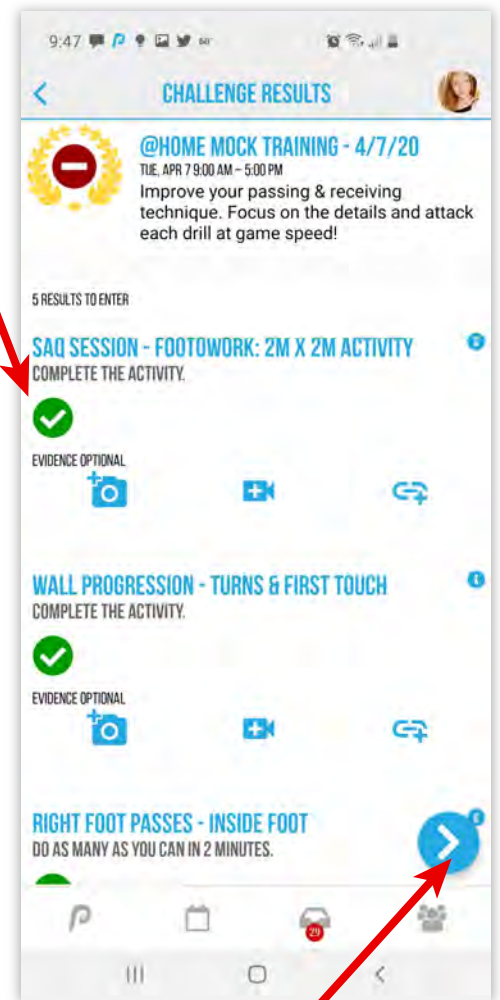 9:47
60°
CHALLENGE RESULTS
@HOME MOCK TRAINING - 4/7/20
TUE, APR 7 9:00 AM – 5:00 PM
Improve your passing & receiving
technique. Focus on the details and attack
each drill at game speed!
5 RESULTS TO ENTER
SAQ SESSION - FOOTOWORK: 2M X 2M ACTIVITY
COMPLETE THE ACTIVITY.
EVIDENCE OPTIONAL
WALL PROGRESSION - TURNS & FIRST TOUCH
COMPLETE THE ACTIVITY.
EVIDENCE OPTIONAL
RIGHT FOOT PASSES - INSIDE FOOT
DO AS MANY AS YOU CAN IN 2 MINUTES.
29